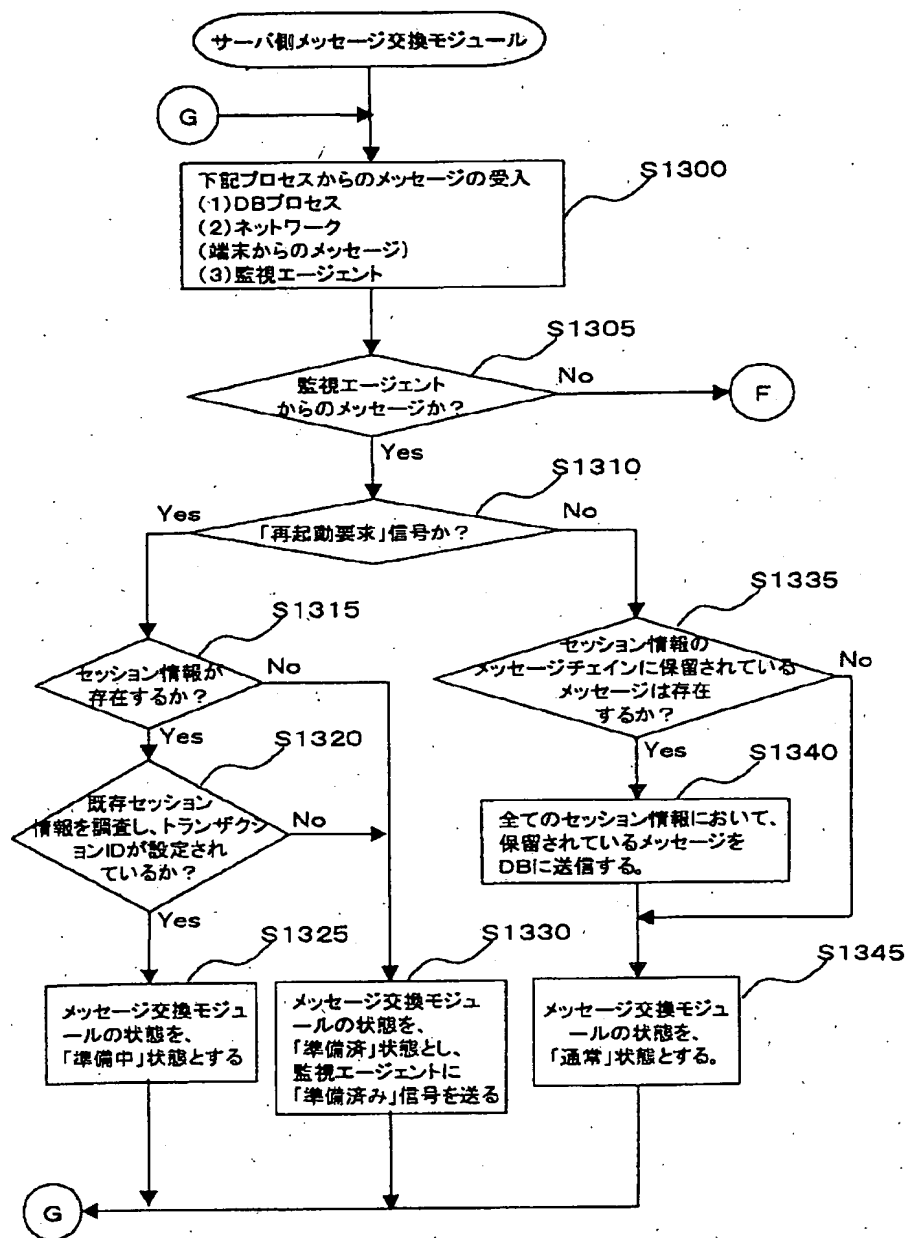 サーバ側メッセージ交換モジュール
G
下記プロセスからのメッセージの受入
(1)DBプロセス
(2)ネットワーク
(端末からのメッセージ)
(3)監視エージェント
S1300
S1305
監視エージェント
からのメッセージか？
No
F
Yes
S1310
Yes
「再起動要求」信号か？
No
S1335
S1315
セッション情報の
メッセージチェインに保留されている
メッセージは存在
するか？
No
セッション情報が
存在するか？
No
Yes
S1320
Yes
S1340
既存セッション
情報を調査し、トランザクシ
ョンIDが設定され
ているか？
No
全てのセッション情報において、
保留されているメッセージを
DBに送信する。
Yes
S1325
S1330
S1345
メッセージ交換モジュ
ールの状態を、
「準備中」状態とする
メッセージ交換モジュ
ールの状態を、
「準備済」状態とし、
監視エージェントに
「準備済み」信号を送る
メッセージ交換モジュ
ールの状態を、
「通常」状態とする。
G